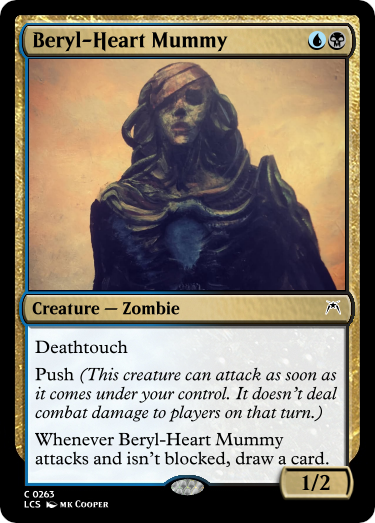 Beryl-Heart Mummy
Creature — Zombie
Deathtouch
Push (This creature can attack as soon as
it comes under your control. It doesn't deal
combat damage to players on that turn.)
Whenever Beryl-Heart Mummy
attacks and isn't blocked, draw a card.
1/2
C 0263
LCS MK Cooper